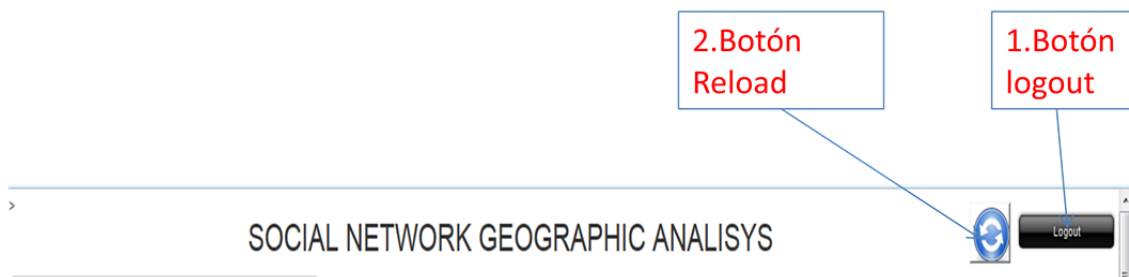 2.Botón
Reload
1.Botón
logout
SOCIAL NETWORK GEOGRAPHIC ANALISYS
Logout